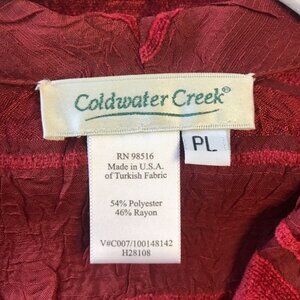 Coldwater Creek®
PL
RN 98516
Made in U.S.A.
of Turkish Fabric
54% Polyester
46% Rayon
V#C007/100148142
H28108